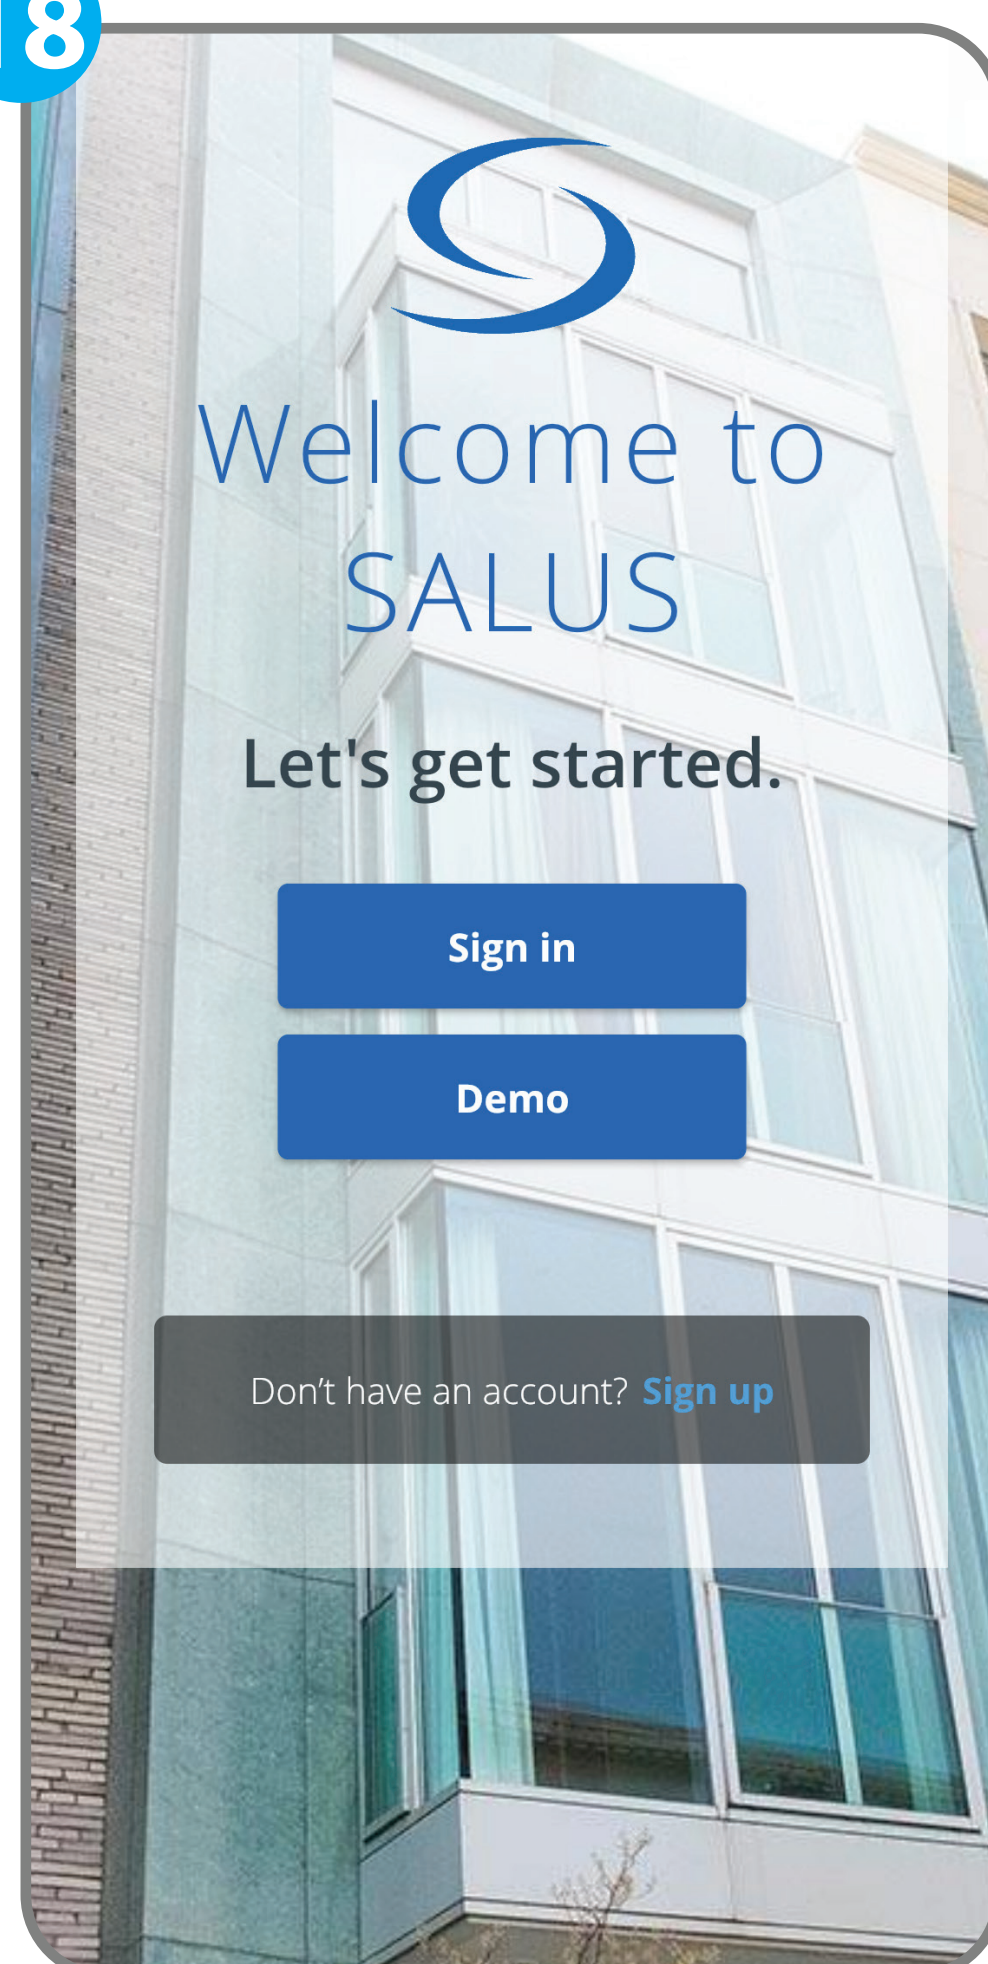 8
Welcome to
SALUS
Let's get started.
Sign in
Demo
Don’t have an account? Sign up